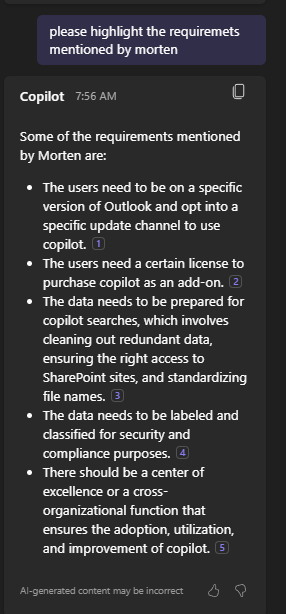 please highlight the requiremets
mentioned by morten
Copilot 7:56 AM
Some of the requirements mentioned
by Morten are:
• The users need to be on a specific
version of Outlook and opt into a
specific update channel to use
copilot. 1
• The users need a certain license to
purchase copilot as an add-on. 2
• The data needs to be prepared for
copilot searches, which involves
cleaning out redundant data,
ensuring the right access to
SharePoint sites, and standardizing
file names. 3
• The data needs to be labeled and
classified for security and
compliance purposes. 4
• There should be a center of
excellence or a cross-
organizational function that
ensures the adoption, utilization,
and improvement of copilot. 5
AI-generated content may be incorrect